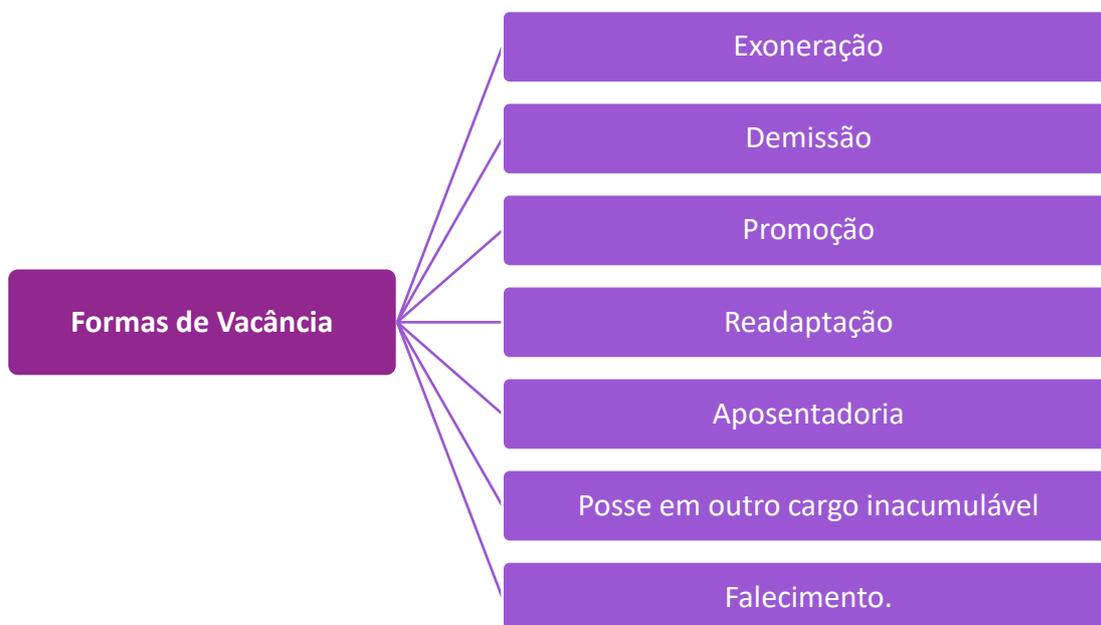 Formas de Vacância
Exoneração
Demissão
Promoção
Readaptação
Aposentadoria
Posse em outro cargo inacumulável
Falecimento.